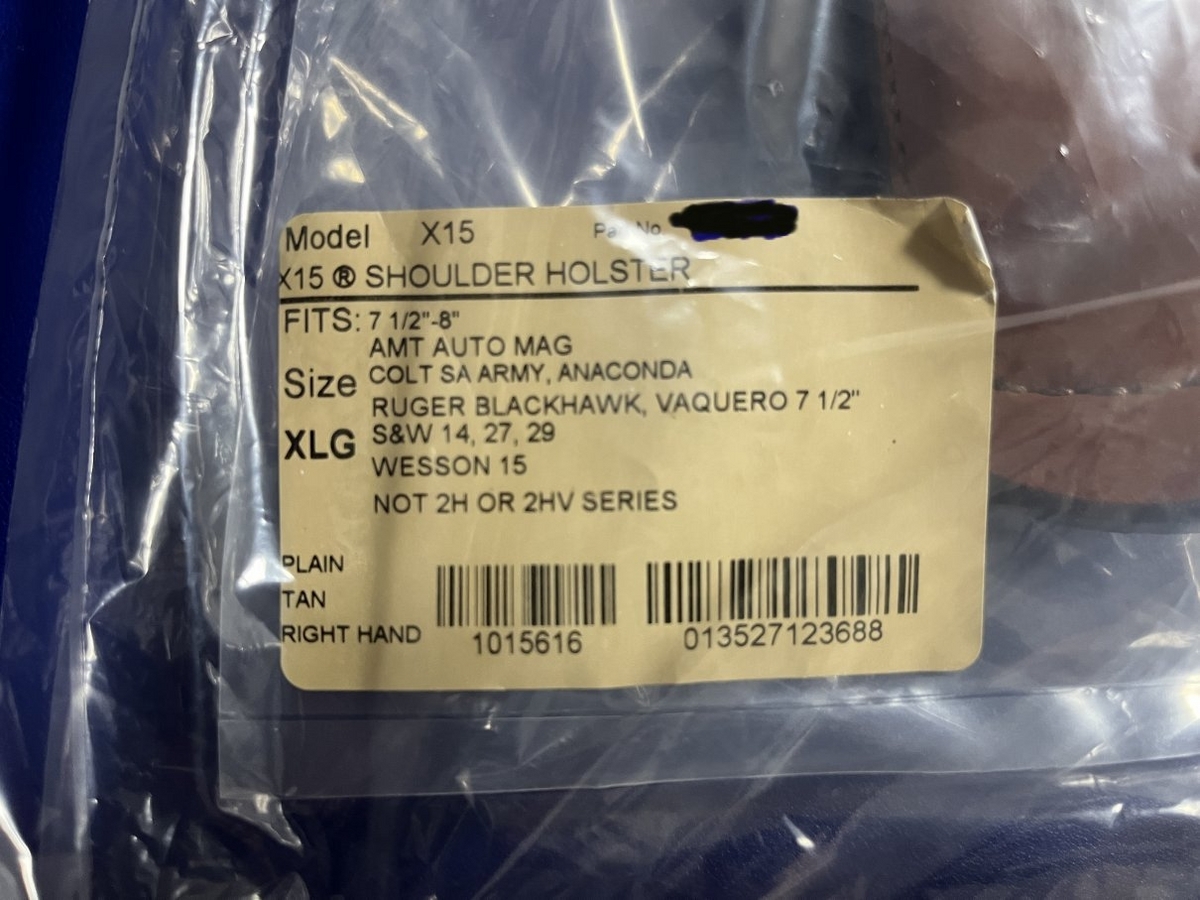 Model X15 Part No
X15 ® SHOULDER HOLSTER
FITS: 7 1/2"-8"
AMT AUTO MAG
Size COLT SA ARMY, ANACONDA
RUGER BLACKHAWK, VAQUERO 7 1/2"
XLG S&W 14, 27, 29
WESSON 15
NOT 2H OR 2HV SERIES
PLAIN
TAN
RIGHT HAND
1015616 013527123688